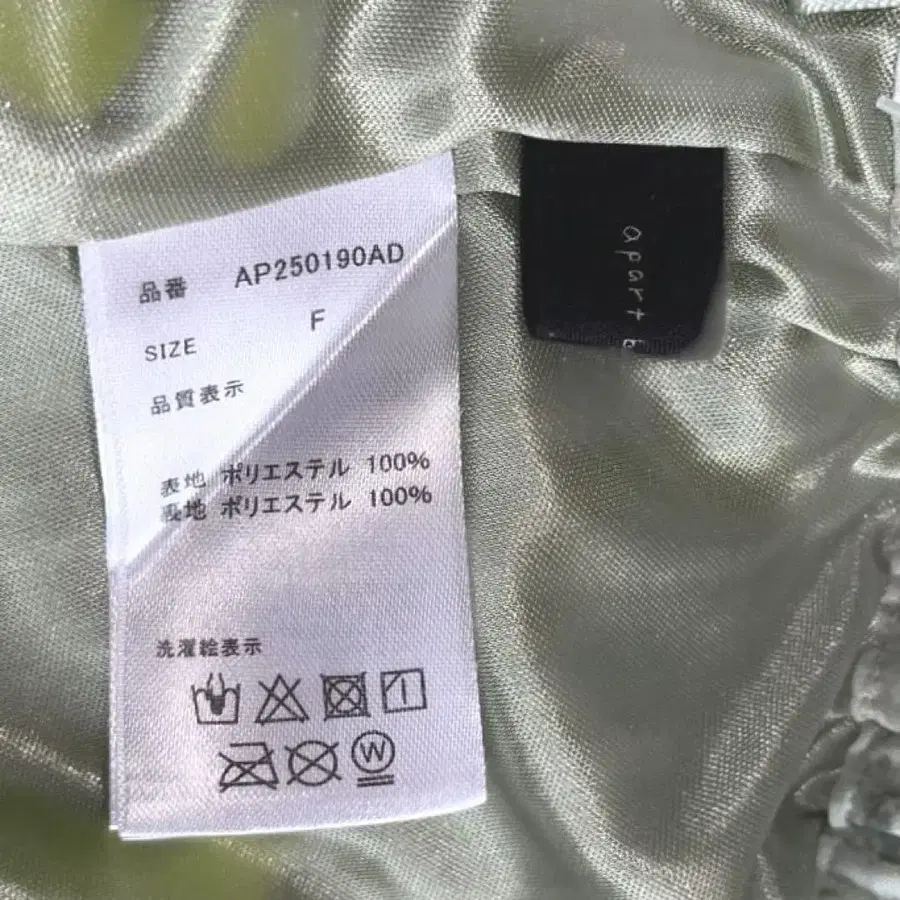 品番 AP250190AD
SIZE F
品質表示
表地 ポリエステル 100%
裏地 ポリエステル 100%
洗濯絵表示
W
apart